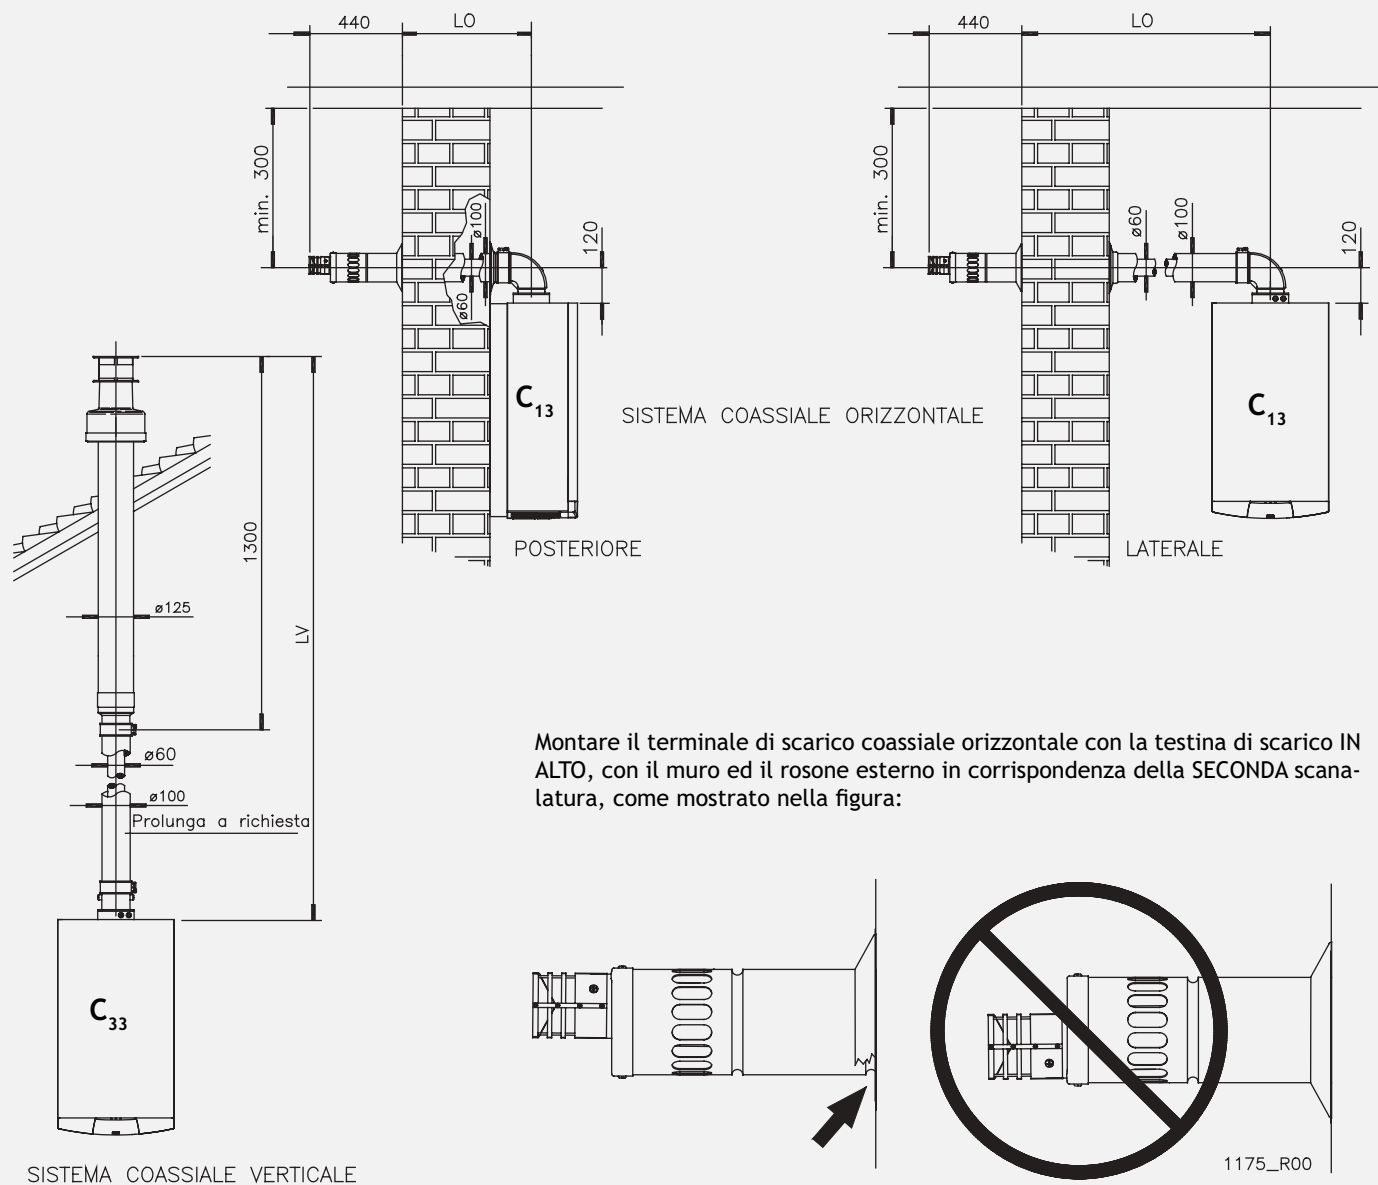 440
LO
440
LO
min. 300
ø100
ø60
120
min. 300
ø60
ø100
120
C13
C13
SISTEMA COASSIALE ORIZZONTALE
POSTERIORE
LATERALE
1300
ø125
LV
ø60
ø100
Prolunga a richiesta
C33
SISTEMA COASSIALE VERTICALE
Montare il terminale di scarico coassiale orizzontale con la testina di scarico IN
ALTO, con il muro ed il rosone esterno in corrispondenza della SECONDA scana-
latura, come mostrato nella figura:
1175_R00